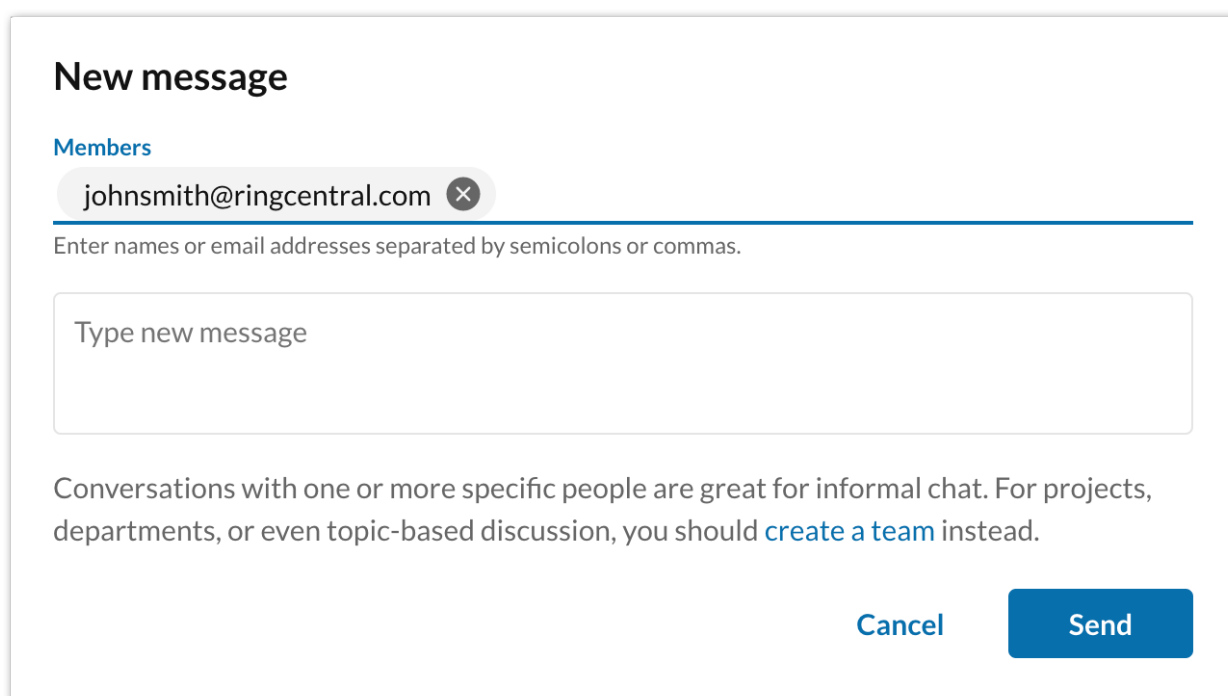 New message
Members
johnsmith@ringcentral.com
Enter names or email addresses separated by semicolons or commas.
Type new message
Conversations with one or more specific people are great for informal chat. For projects,
departments, or even topic-based discussion, you should create a team instead.
Cancel Send